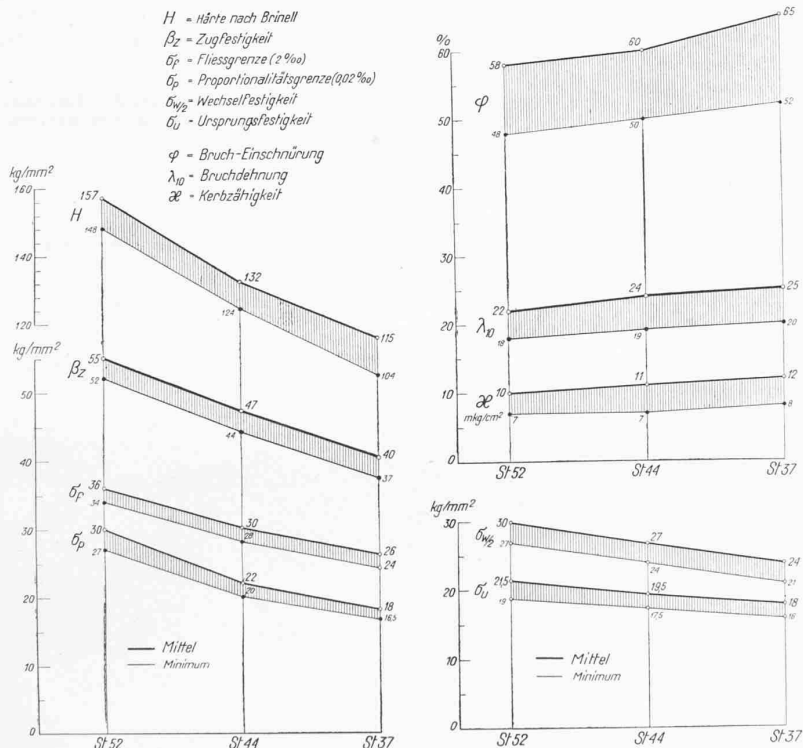 H = Härte nach Brinell
βz = Zugfestigkeit
σf = Fliessgrenze (2‰)
σp = Proportionalitätsgrenze (0,02‰)
σw/2 = Wechselfestigkeit
σu = Ursprungsfestigkeit
φ = Bruch-Einschnürung
λ10 = Bruchdehnung
ϰ = Kerbzähigkeit
kg/mm²
160
140
120
H
157
148
132
124
115
104
kg/mm²
50
40
30
20
10
0
βz
55
52
47
44
40
37
σf
36
34
30
28
26
24
σp
30
27
22
20
18
16,5
Mittel
Minimum
St 52
St 44
St 37
%
60
50
40
30
20
10
0
φ
58
48
60
50
65
52
λ10
22
18
24
19
25
20
ϰ
mkg/cm²
10
7
11
7
12
8
St 52
St 44
St 37
kg/mm²
30
20
10
0
σw/2
30
27
27
24
24
21
σu
21,5
19
19,5
17,5
18
16
Mittel
Minimum
St 52
St 44
St 37